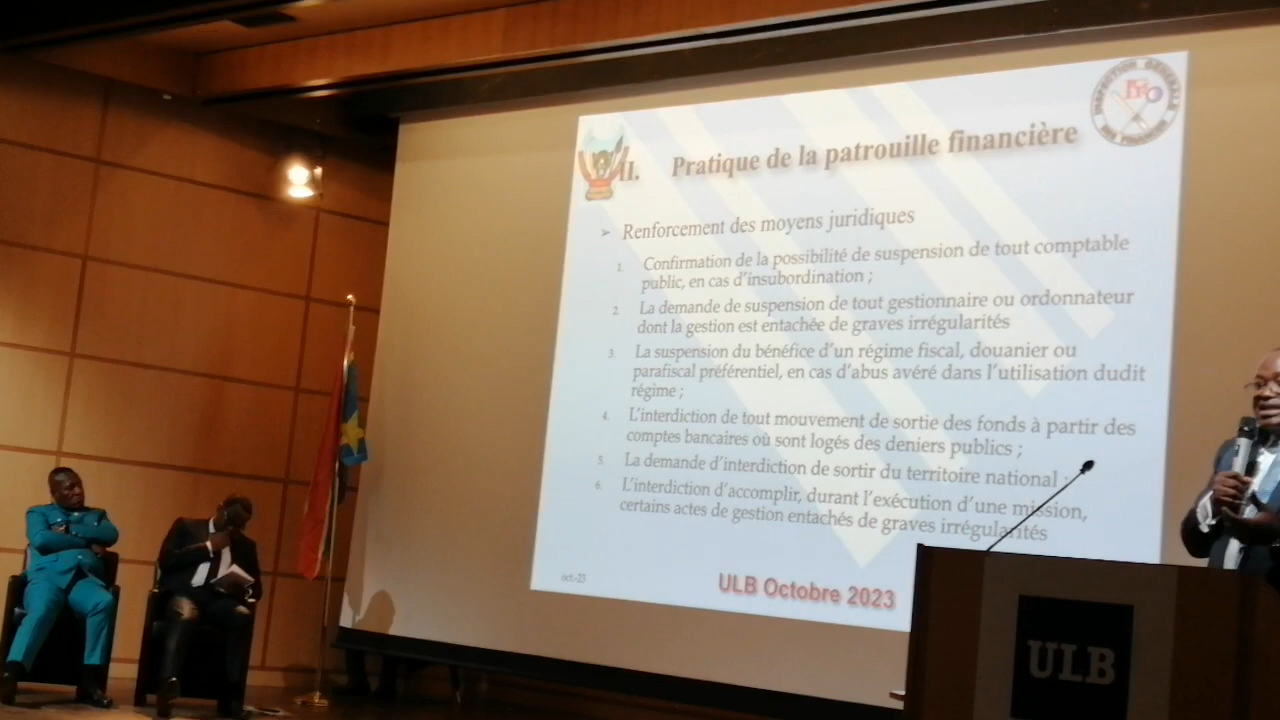 INSPECTION GENERALE
DES FINANCES
II. Pratique de la patrouille financière
➢ Renforcement des moyens juridiques
1. Confirmation de la possibilité de suspension de tout comptable
public, en cas d'insubordination ;
2. La demande de suspension de tout gestionnaire ou ordonnateur
dont la gestion est entachée de graves irrégularités
3. La suspension du bénéfice d'un régime fiscal, douanier ou
parafiscal préférentiel, en cas d'abus avéré dans l'utilisation dudit
régime ;
4. L'interdiction de tout mouvement de sortie des fonds à partir des
comptes bancaires où sont logés des deniers publics ;
5. La demande d'interdiction de sortir du territoire national ;
6. L'interdiction d'accomplir, durant l'exécution d'une mission,
certains actes de gestion entachés de graves irrégularités
oct.-23
ULB Octobre 2023
ULB